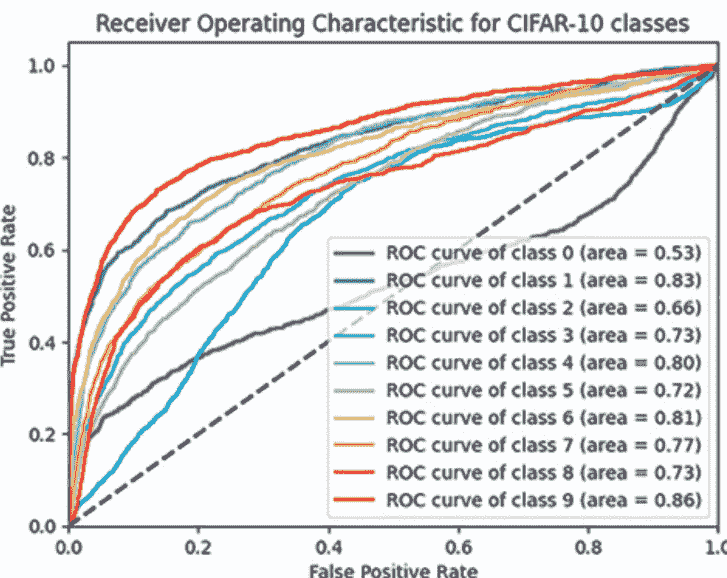 Receiver Operating Characteristic for CIFAR-10 classes
True Positive Rate
1.0
0.8
0.6
0.4
0.2
0.0
ROC curve of class 0 (area = 0.53)
ROC curve of class 1 (area = 0.83)
ROC curve of class 2 (area = 0.66)
ROC curve of class 3 (area = 0.73)
ROC curve of class 4 (area = 0.80)
ROC curve of class 5 (area = 0.72)
ROC curve of class 6 (area = 0.81)
ROC curve of class 7 (area = 0.77)
ROC curve of class 8 (area = 0.73)
ROC curve of class 9 (area = 0.86)
0.0 0.2 0.4 0.6 0.8 1.0
False Positive Rate